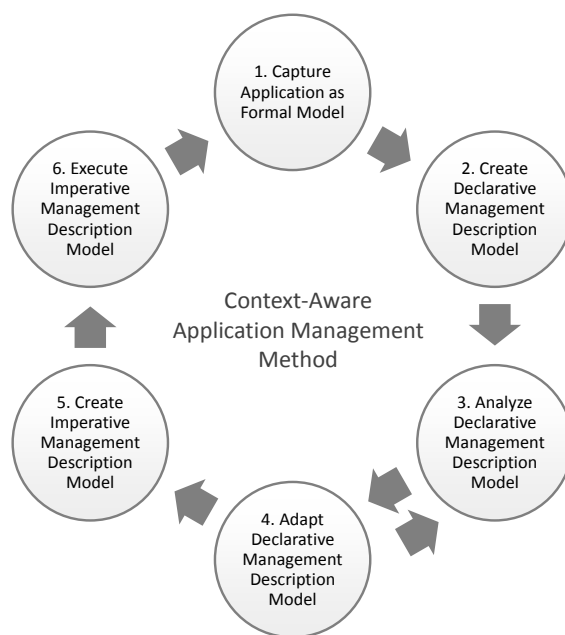 1. Capture
Application as
Formal Model
2. Create
Declarative
Management
Description
Model
3. Analyze
Declarative
Management
Description
Model
4. Adapt
Declarative
Management
Description
Model
5. Create
Imperative
Management
Description
Model
6. Execute
Imperative
Management
Description
Model
Context-Aware
Application Management
Method